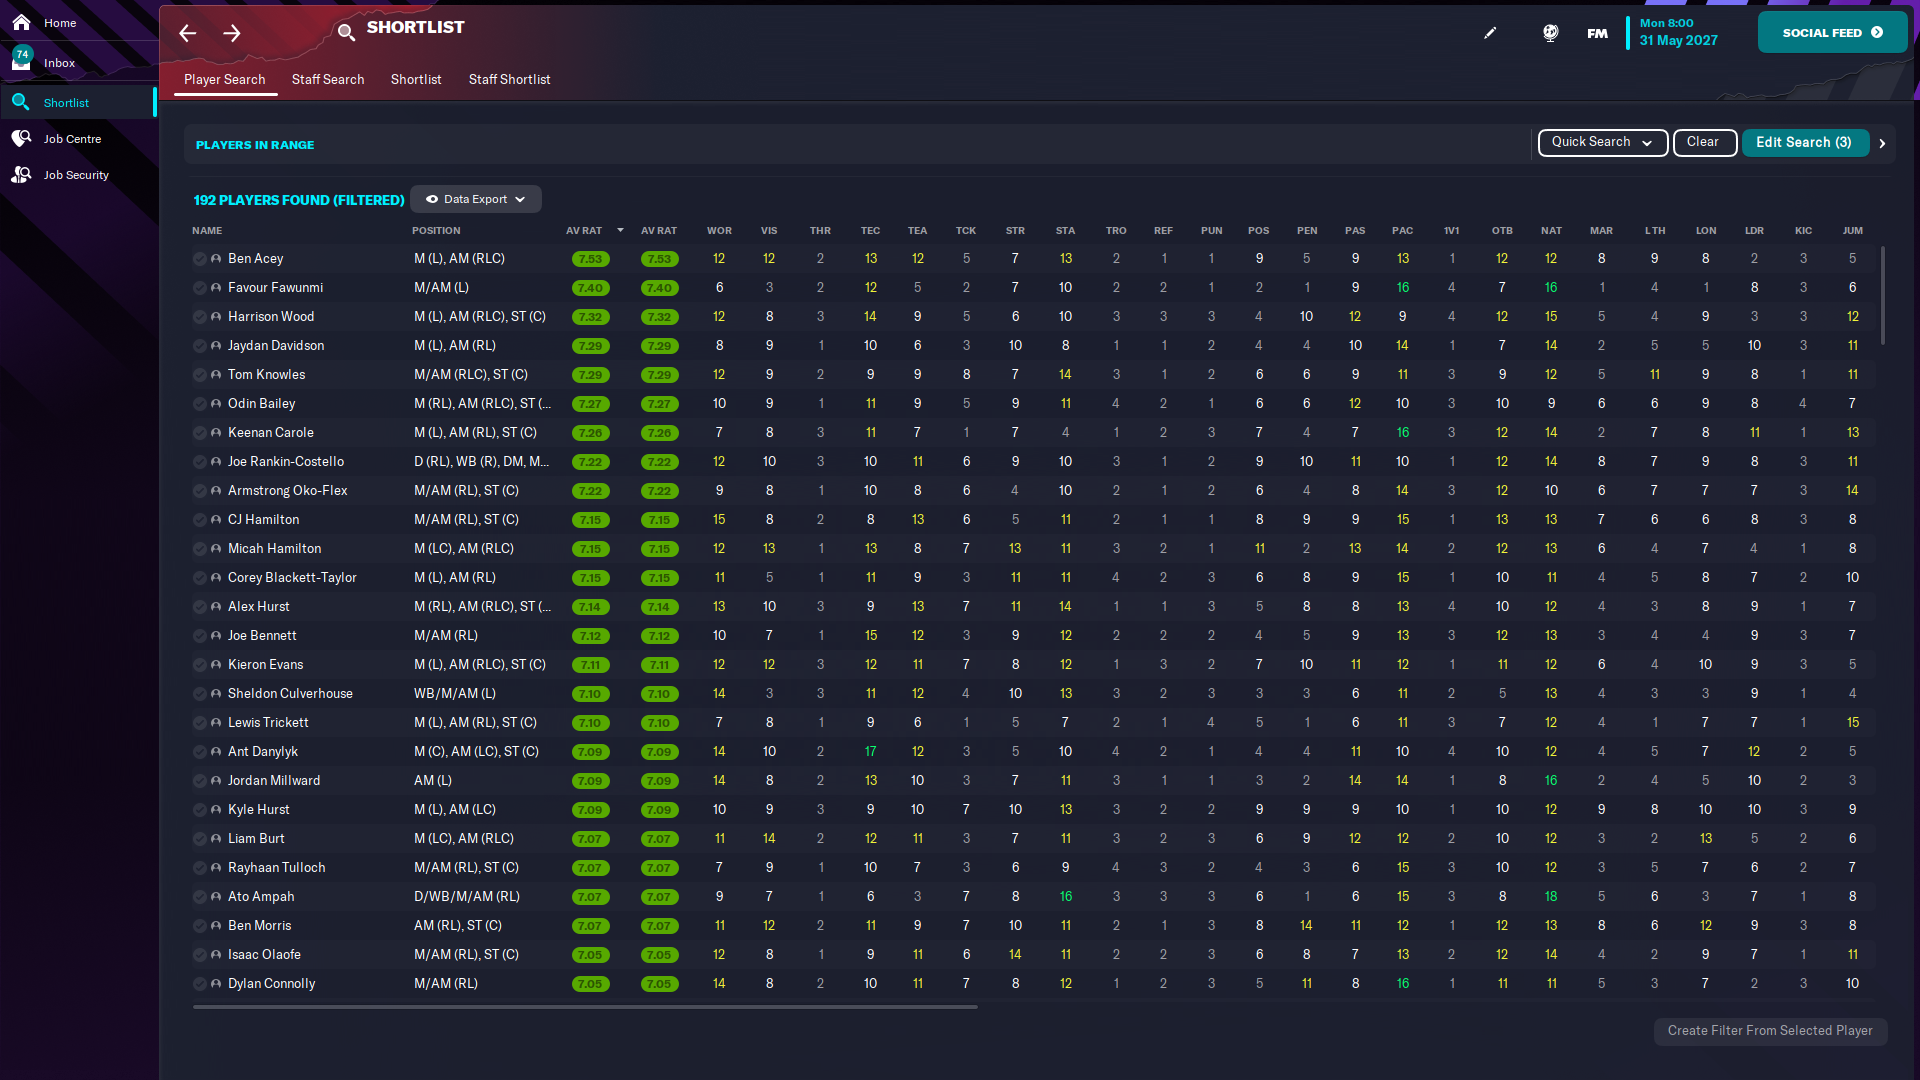 Home
74
Inbox
Shortlist
Job Centre
Job Security
SHORTLIST
FM
Mon 8:00
31 May 2027
SOCIAL FEED
Player Search Staff Search Shortlist Staff Shortlist
PLAYERS IN RANGE
Quick Search Clear Edit Search (3)
192 PLAYERS FOUND (FILTERED) Data Export
NAME POSITION AV RAT AV RAT WOR VIS THR TEC TEA TCK STR STA TRO REF PUN POS PEN PAS PAC 1V1 OTB NAT MAR L TH LON LDR KIC JUM
Ben Acey M (L), AM (RLC) 7.53 7.53 12 12 2 13 12 5 7 13 2 1 1 9 5 9 13 1 12 12 8 9 8 2 3 5
Favour Fawunmi M/AM (L) 7.40 7.40 6 3 2 12 5 2 7 10 2 2 1 2 1 9 16 4 7 16 1 4 1 8 3 6
Harrison Wood M (L), AM (RLC), ST (C) 7.32 7.32 12 8 3 14 9 5 6 10 3 3 3 4 10 12 9 4 12 15 5 4 9 3 3 12
Jaydan Davidson M (L), AM (RL) 7.29 7.29 8 9 1 10 6 3 10 8 1 1 2 4 4 10 14 1 7 14 2 5 5 10 3 11
Tom Knowles M/AM (RLC), ST (C) 7.29 7.29 12 9 2 9 9 8 7 14 3 1 2 6 6 9 11 3 9 12 5 11 9 8 1 11
Odin Bailey M (RL), AM (RLC), ST (... 7.27 7.27 10 9 1 11 9 5 9 11 4 2 1 6 6 12 10 3 10 9 6 6 9 8 4 7
Keenan Carole M (L), AM (RL), ST (C) 7.26 7.26 7 8 3 11 7 1 7 4 1 2 3 7 4 7 16 3 12 14 2 7 8 11 1 13
Joe Rankin-Costello D (RL), WB (R), DM, M... 7.22 7.22 12 10 3 10 11 6 9 10 3 1 2 9 10 11 10 1 12 14 8 7 9 8 3 11
Armstrong Oko-Flex M/AM (RL), ST (C) 7.22 7.22 9 8 1 10 8 6 4 10 2 1 2 6 4 8 14 3 12 10 6 7 7 7 3 14
CJ Hamilton M/AM (RL), ST (C) 7.15 7.15 15 8 2 8 13 6 5 11 2 1 1 8 9 9 15 1 13 13 7 6 6 8 3 8
Micah Hamilton M (LC), AM (RLC) 7.15 7.15 12 13 1 13 8 7 13 11 3 2 1 11 2 13 14 2 12 13 6 4 7 4 1 8
Corey Blackett-Taylor M (L), AM (RL) 7.15 7.15 11 5 1 11 9 3 11 11 4 2 3 6 8 9 15 1 10 11 4 5 8 7 2 10
Alex Hurst M (RL), AM (RLC), ST (... 7.14 7.14 13 10 3 9 13 7 11 14 1 1 3 5 8 8 13 4 10 12 4 3 8 9 1 7
Joe Bennett M/AM (RL) 7.12 7.12 10 7 1 15 12 3 9 12 2 2 2 4 5 9 13 3 12 13 3 4 4 9 3 7
Kieron Evans M (L), AM (RLC), ST (C) 7.11 7.11 12 12 3 12 11 7 8 12 1 3 2 7 10 11 12 1 11 12 6 4 10 9 3 5
Sheldon Culverhouse WB/M/AM (L) 7.10 7.10 14 3 3 11 12 4 10 13 3 2 3 3 3 6 11 2 5 13 4 3 3 9 1 4
Lewis Trickett M (L), AM (RL), ST (C) 7.10 7.10 7 8 1 9 6 1 5 7 2 1 4 5 1 6 11 3 7 12 4 1 7 7 1 15
Ant Danylyk M (C), AM (LC), ST (C) 7.09 7.09 14 10 2 17 12 3 5 10 4 2 1 4 4 11 10 4 10 12 4 5 7 12 2 5
Jordan Millward AM (L) 7.09 7.09 14 8 2 13 10 3 7 11 3 1 1 3 2 14 14 1 8 16 2 4 5 10 2 3
Kyle Hurst M (L), AM (LC) 7.09 7.09 10 9 3 9 10 7 10 13 3 2 2 9 9 9 10 1 10 12 9 8 10 10 3 9
Liam Burt M (LC), AM (RLC) 7.07 7.07 11 14 2 12 11 3 7 11 3 2 3 6 9 12 12 2 10 12 3 2 13 5 2 6
Rayhaan Tulloch M/AM (RL), ST (C) 7.07 7.07 7 9 1 10 7 3 6 9 4 3 2 4 3 6 15 3 10 12 3 5 7 6 2 7
Ato Ampah D/WB/M/AM (RL) 7.07 7.07 9 7 1 6 3 7 8 16 3 3 3 6 1 6 15 3 8 18 5 6 3 7 1 8
Ben Morris AM (RL), ST (C) 7.07 7.07 11 12 2 11 9 7 10 11 2 1 3 8 14 11 12 1 12 13 8 6 12 9 3 8
Isaac Olaofe M/AM (RL), ST (C) 7.05 7.05 12 8 1 9 11 6 14 11 2 2 3 6 8 7 13 2 12 14 4 2 9 7 1 11
Dylan Connolly M/AM (RL) 7.05 7.05 14 8 2 10 11 7 8 12 1 2 3 5 11 8 16 1 11 11 5 3 7 2 3 10
Create Filter From Selected Player